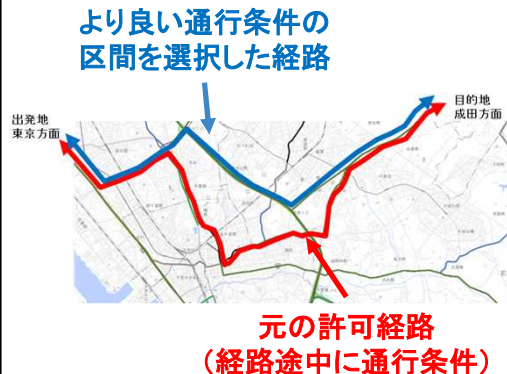 より良い通行条件の
区間を選択した経路
出発地
東京方面
目的地
成田方面
元の許可経路
（経路途中に通行条件）